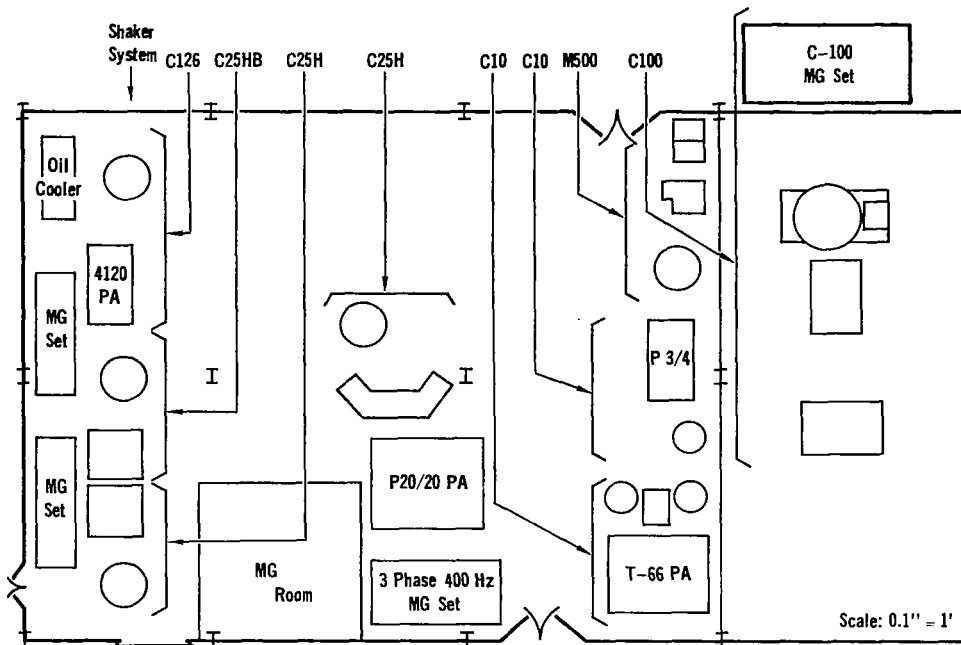 Shaker
System
C126
C25HB
C25H
C25H
C10
C10
M500
C100
C-100
MG Set
Oil
Cooler
4120
PA
MG
Set
P 3/4
MG
Set
P20/20 PA
MG
Room
3 Phase 400 Hz
MG Set
T-66 PA
Scale: 0.1'' = 1'